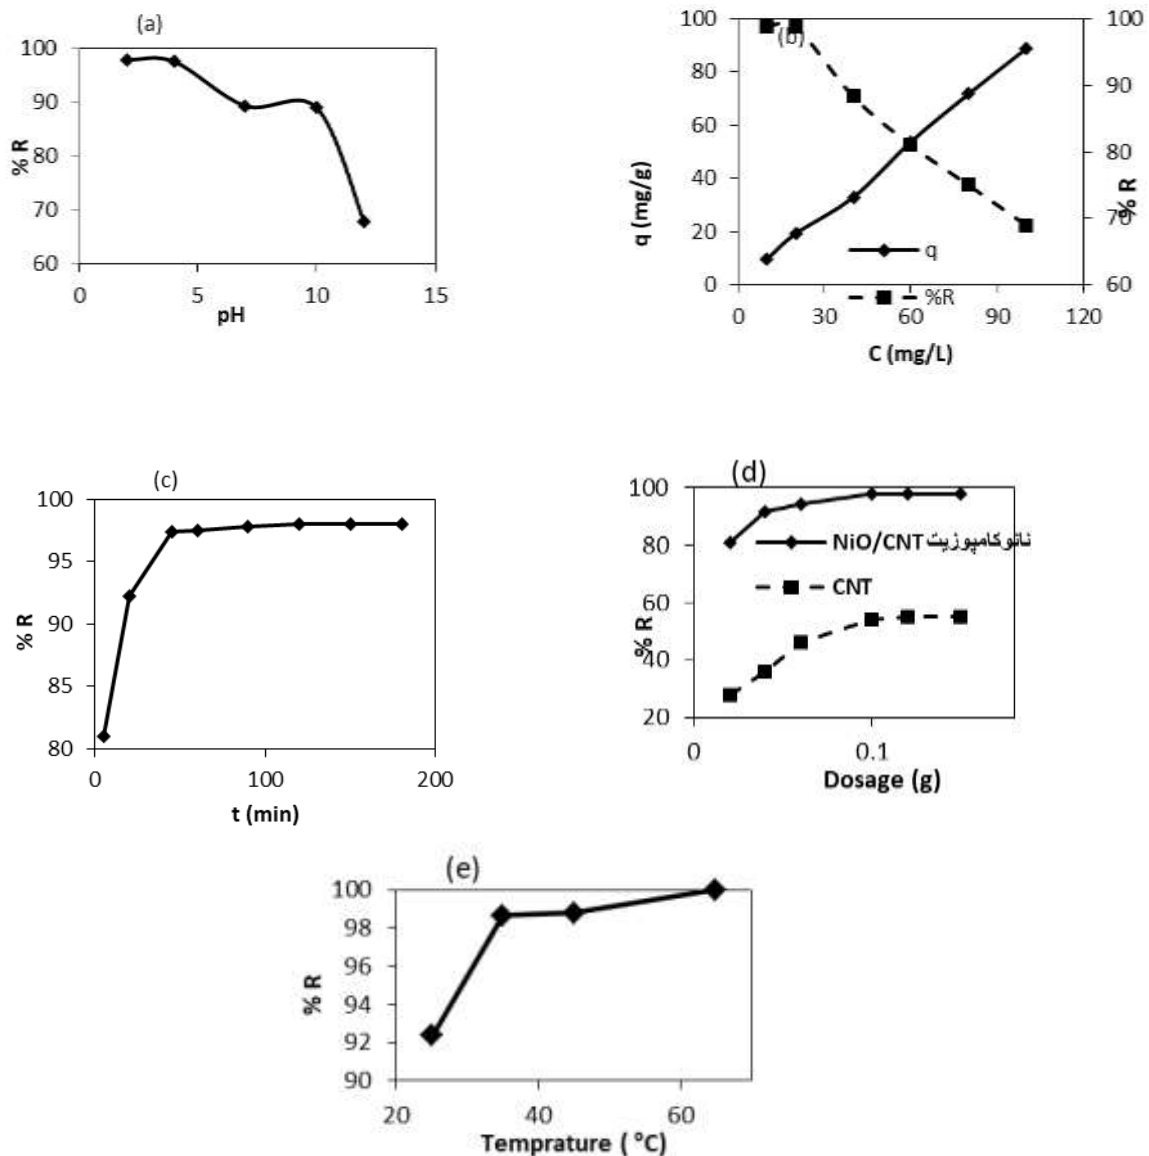 (a)
100
90
80
70
60
% R
0 5 10 15
pH
(b)
100
80
60
40
20
0
q (mg/g)
100
90
80
70
60
% R
q
%R
0 30 60 90 120
C (mg/L)
(c)
100
95
90
85
80
% R
0 100 200
t (min)
(d)
100
80
60
40
20
% R
NiO/CNT نانوکامپوزیت
CNT
0 0.1
Dosage (g)
(e)
100
98
96
94
92
90
% R
20 40 60
Temprature ( °C)